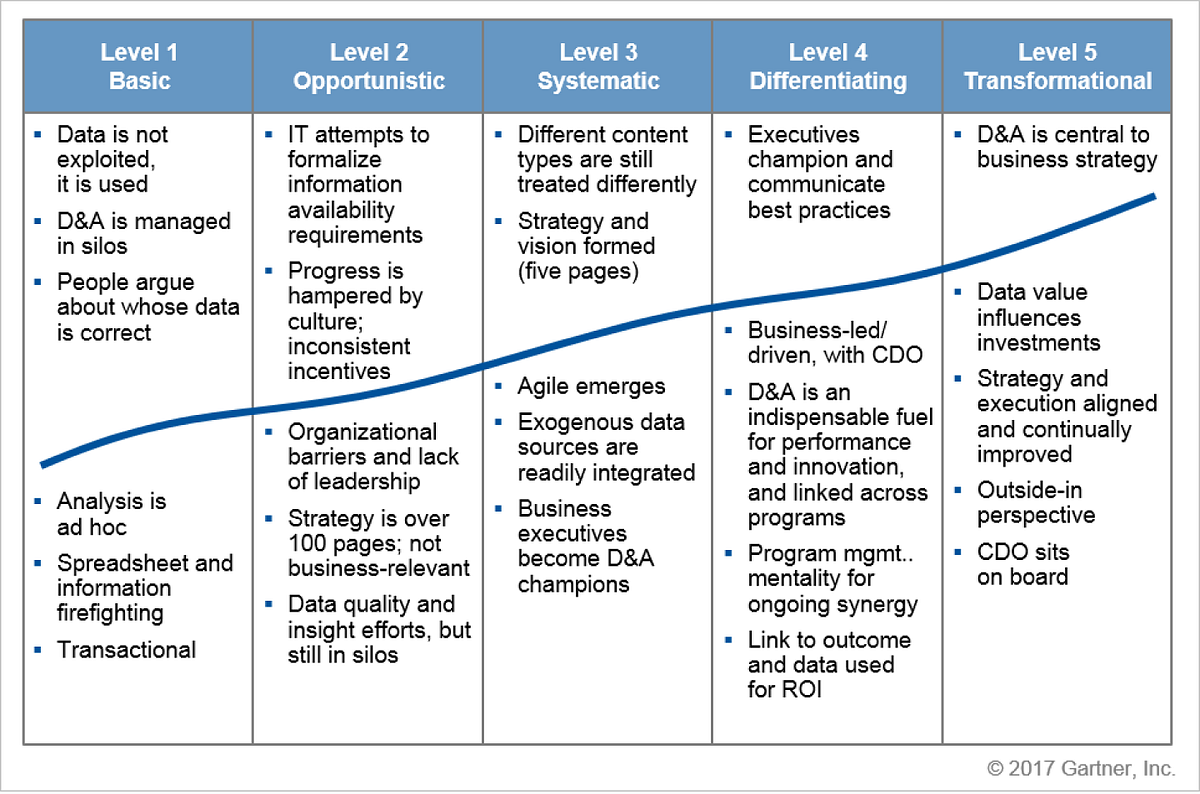 Level 1
Basic
Level 2
Opportunistic
Level 3
Systematic
Level 4
Differentiating
Level 5
Transformational
▪ Data is not
exploited,
it is used
▪ D&A is managed
in silos
▪ People argue
about whose data
is correct
▪ Analysis is
ad hoc
▪ Spreadsheet and
information
firefighting
▪ Transactional
▪ IT attempts to
formalize
information
availability
requirements
▪ Progress is
hampered by
culture;
inconsistent
incentives
▪ Organizational
barriers and lack
of leadership
▪ Strategy is over
100 pages; not
business-relevant
▪ Data quality and
insight efforts, but
still in silos
▪ Different content
types are still
treated differently
▪ Strategy and
vision formed
(five pages)
▪ Agile emerges
▪ Exogenous data
sources are
readily integrated
▪ Business
executives
become D&A
champions
▪ Executives
champion and
communicate
best practices
▪ Business-led/
driven, with CDO
▪ D&A is an
indispensable fuel
for performance
and innovation,
and linked across
programs
▪ Program mgmt..
mentality for
ongoing synergy
▪ Link to outcome
and data used
for ROI
▪ D&A is central to
business strategy
▪ Data value
influences
investments
▪ Strategy and
execution aligned
and continually
improved
▪ Outside-in
perspective
▪ CDO sits
on board
© 2017 Gartner, Inc.